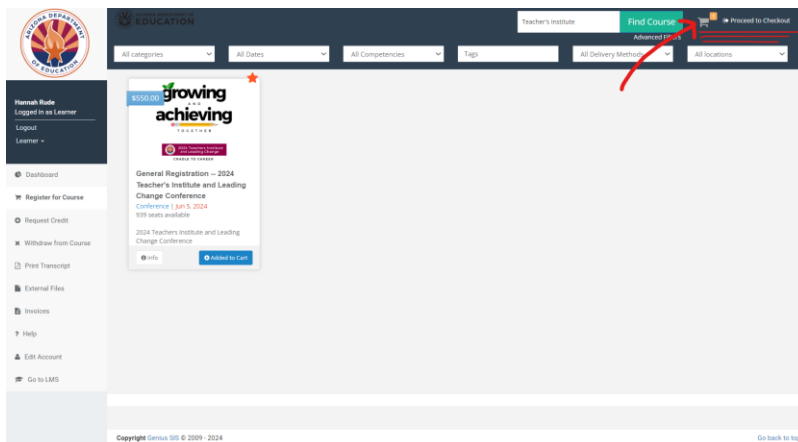 ARIZONA DEPARTMENT
OF EDUCATION
Hannah Rude
Logged in as Learner
Logout
Learner
Dashboard
Register for Course
Request Credit
Withdraw from Course
Print Transcript
External Files
Invoices
? Help
Edit Account
Go to LMS
EDUCATION
Teacher's Institute
Find Course
Proceed to Checkout
Advanced Filters
All categories
All Dates
All Competencies
Tags
All Delivery Methods
All locations
$550.00
growing
AND
achieving
TOGETHER
2024 Teachers Institute
and Leading Change
CRADLE TO CAREER
General Registration -- 2024
Teacher's Institute and Leading
Change Conference
Conference | Jun 5, 2024
939 seats available
2024 Teachers Institute and Leading
Change Conference
Info
Added to Cart
Copyright Genius SIS © 2009 - 2024
Go back to top